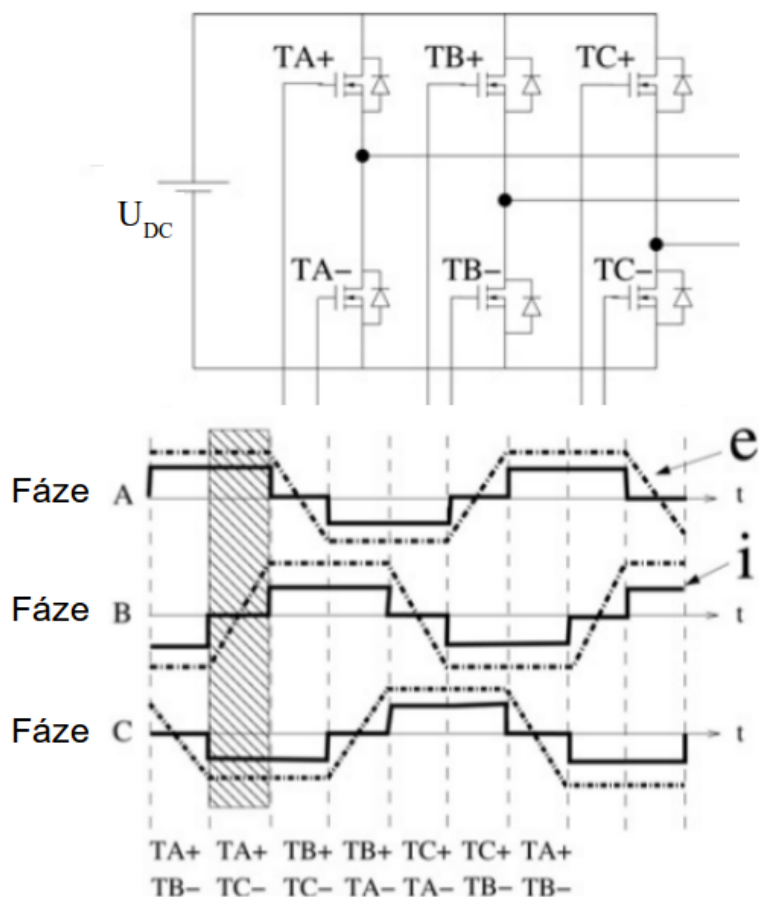 TA+ TB+ TC+
U_DC
TA− TB− TC−
e
Fáze A t
i
Fáze B t
Fáze C t
TA+ TA+ TB+ TB+ TC+ TC+ TA+
TB− TC− TC− TA− TA− TB− TB−